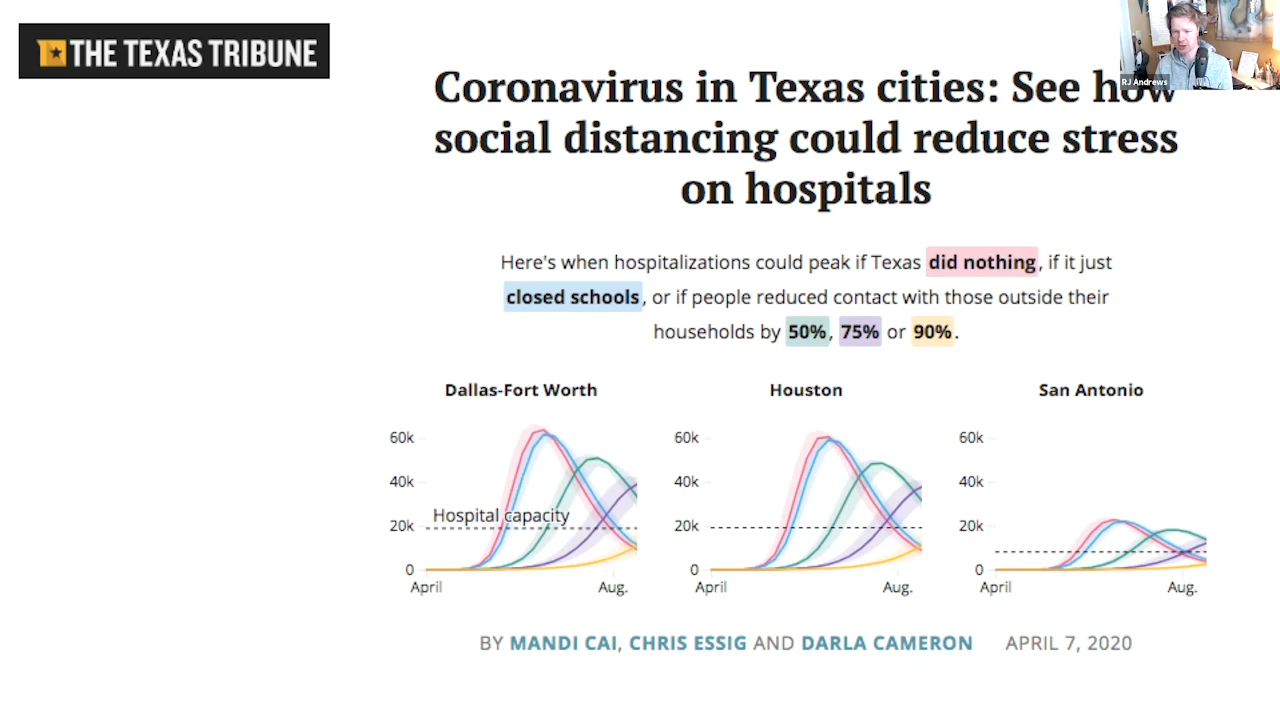 THE TEXAS TRIBUNE
RJ Andrews
Coronavirus in Texas cities: See how
social distancing could reduce stress
on hospitals
Here's when hospitalizations could peak if Texas did nothing, if it just
closed schools, or if people reduced contact with those outside their
households by 50%, 75% or 90%.
Dallas-Fort Worth
60k
40k
Hospital capacity
20k
0
April Aug.
Houston
60k
40k
20k
0
April Aug.
San Antonio
60k
40k
20k
0
April Aug.
BY MANDI CAI, CHRIS ESSIG AND DARLA CAMERON APRIL 7, 2020